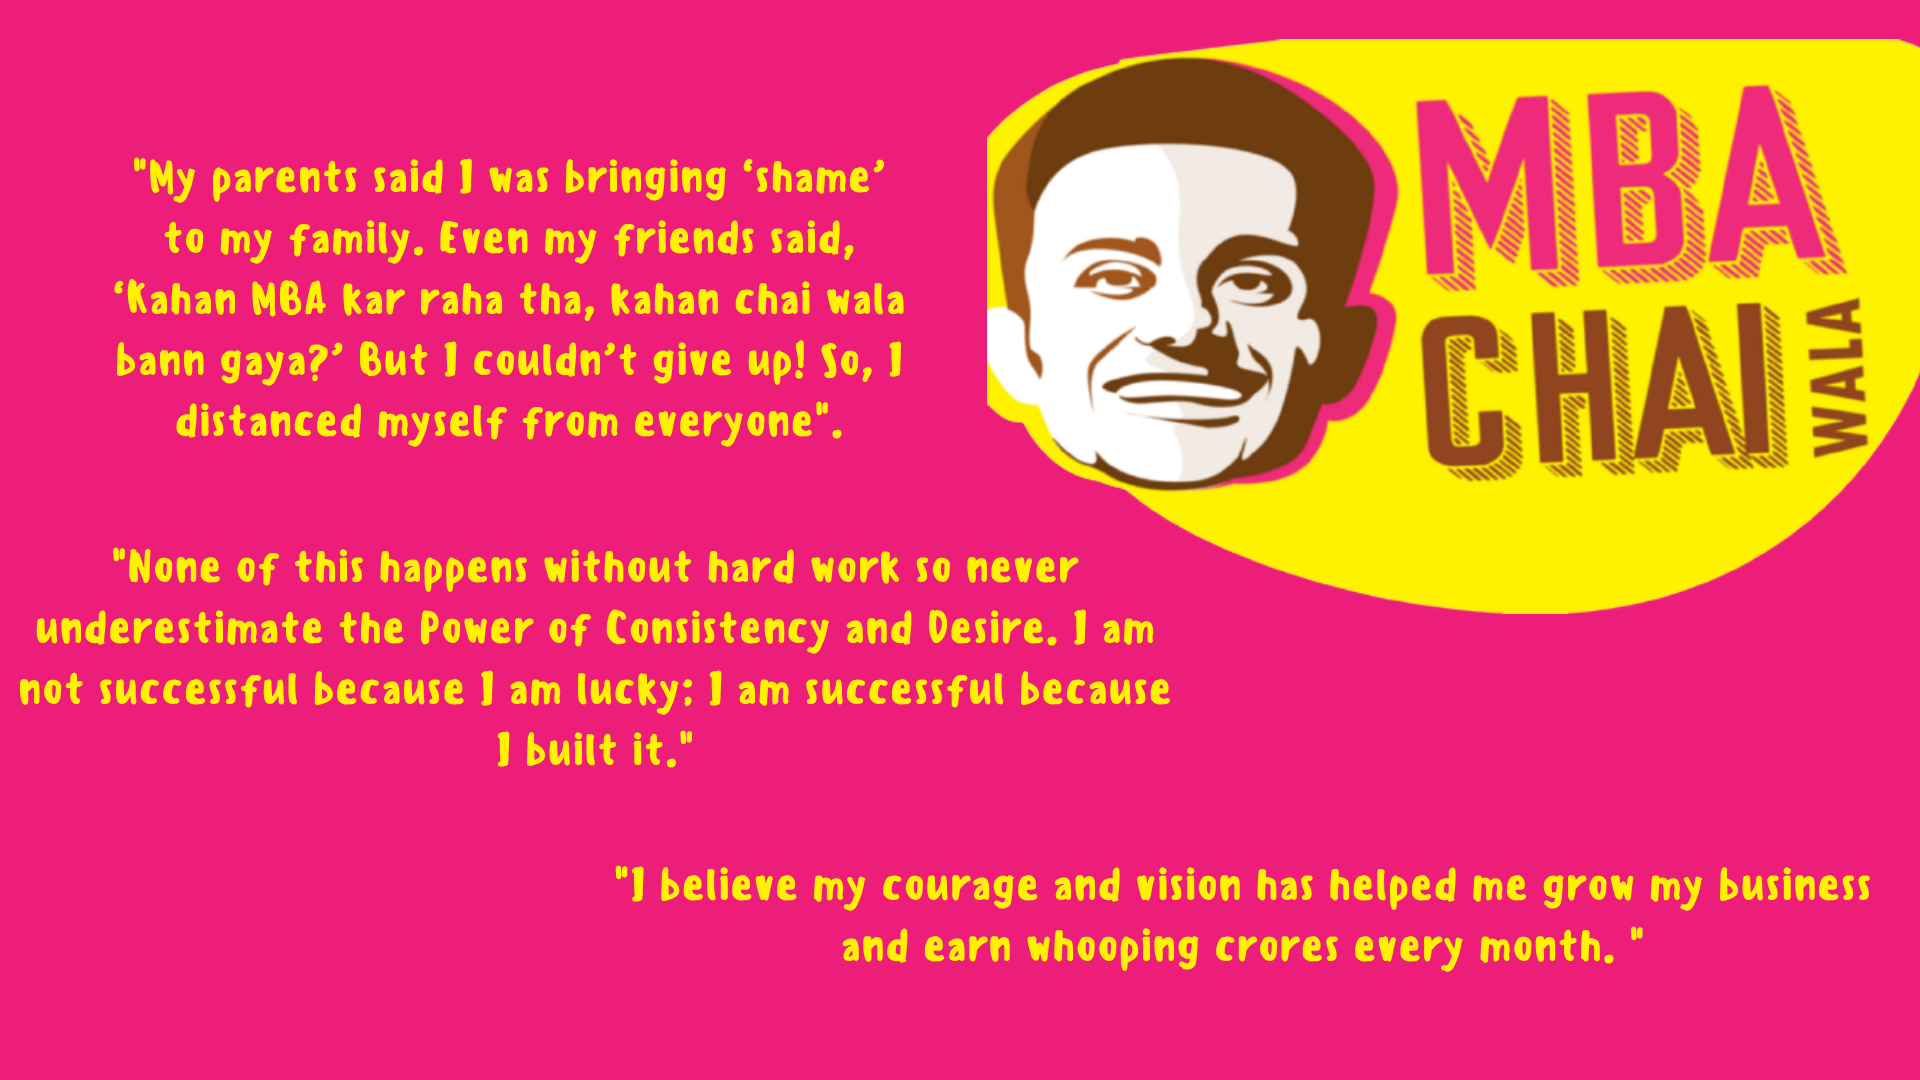 "My parents said I was bringing ‘shame’
to my family. Even my friends said,
‘Kahan MBA kar raha tha, kahan chai wala
bann gaya?’ But I couldn’t give up! So, I
distanced myself from everyone".
MBA
CHAI
WALA
"None of this happens without hard work so never
underestimate the Power of Consistency and Desire. I am
not successful because I am lucky; I am successful because
I built it."
"I believe my courage and vision has helped me grow my business
and earn whooping crores every month. "